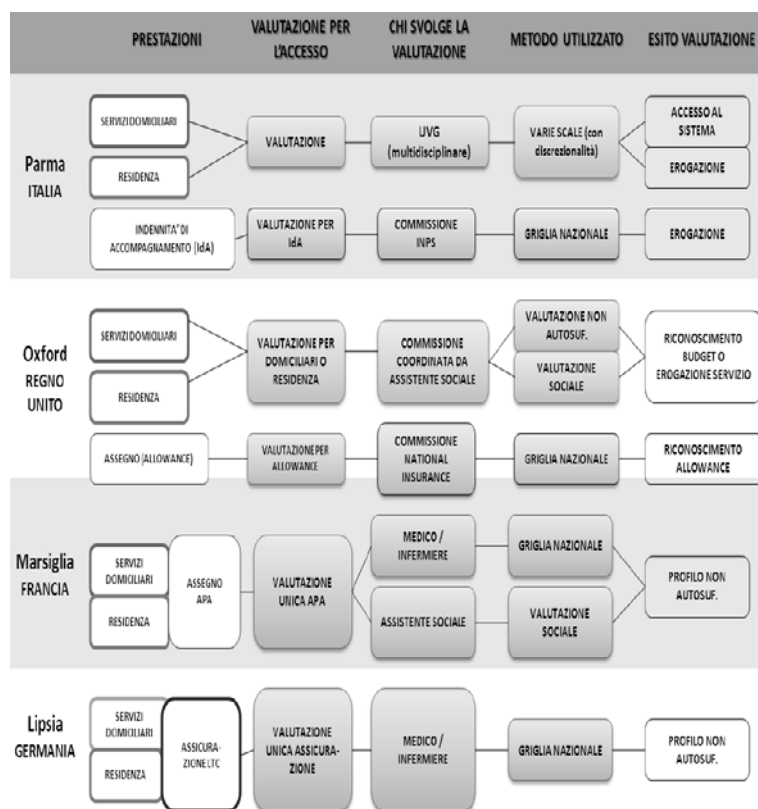 PRESTAZIONI
VALUTAZIONE PER
L'ACCESSO
CHI SVOLGE LA
VALUTAZIONE
METODO UTILIZZATO
ESITO VALUTAZIONE
Parma
ITALIA
SERVIZI DOMICILIARI
RESIDENZA
VALUTAZIONE
UVG
(multidisciplinare)
VARIE SCALE (con
discrezionalità)
ACCESSO AL
SISTEMA
EROGAZIONE
INDENNITA' DI
ACCOMPAGNAMENTO (IdA)
VALUTAZIONE PER
IdA
COMMISSIONE
INPS
GRIGLIA NAZIONALE
EROGAZIONE
Oxford
REGNO
UNITO
SERVIZI DOMICILIARI
RESIDENZA
VALUTAZIONE PER
DOMICILIARI O
RESIDENZA
COMMISSIONE
COORDINATA DA
ASSISTENTE SOCIALE
VALUTAZIONE NON
AUTOSUF.
VALUTAZIONE
SOCIALE
RICONOSCIMENTO
BUDGET O
EROGAZIONE SERVIZIO
ASSEGNO (ALLOWANCE)
VALUTAZIONE PER
ALLOWANCE
COMMISSIONE
NATIONAL
INSURANCE
GRIGLIA NAZIONALE
RICONOSCIMENTO
ALLOWANCE
Marsiglia
FRANCIA
SERVIZI
DOMICILIARI
RESIDENZA
ASSEGNO
APA
VALUTAZIONE
UNICA APA
MEDICO /
INFERMIERE
GRIGLIA NAZIONALE
ASSISTENTE SOCIALE
VALUTAZIONE
SOCIALE
PROFILO NON
AUTOSUF.
Lipsia
GERMANIA
SERVIZI
DOMICILIARI
RESIDENZA
ASSICURA-
ZIONE LTC
VALUTAZIONE
UNICA ASSICURA-
ZIONE
MEDICO /
INFERMIERE
GRIGLIA NAZIONALE
PROFILO NON
AUTOSUF.